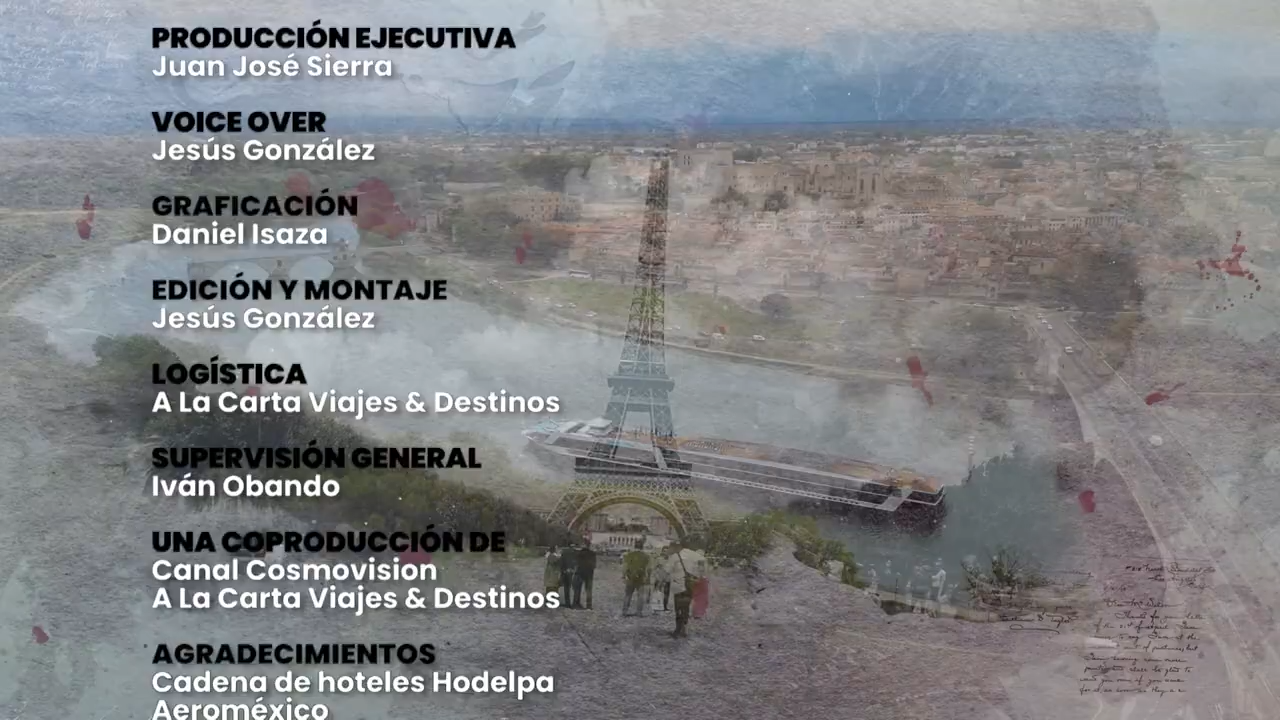 PRODUCCIÓN EJECUTIVA
Juan José Sierra
VOICE OVER
Jesús González
GRAFICACIÓN
Daniel Isaza
EDICIÓN Y MONTAJE
Jesús González
LOGÍSTICA
A La Carta Viajes & Destinos
SUPERVISIÓN GENERAL
Iván Obando
UNA COPRODUCCIÓN DE
Canal Cosmovision
A La Carta Viajes & Destinos
AGRADECIMIENTOS
Cadena de hoteles Hodelpa
Aeroméxico